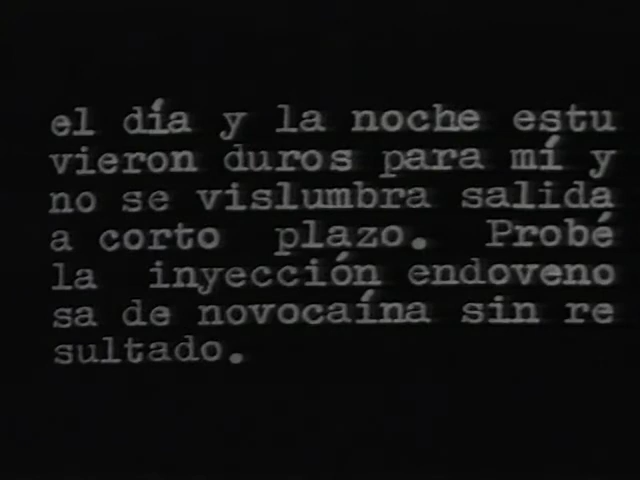 el día y la noche estu
vieron duros para mí y
no se vislumbra salida
a corto plazo. Probé
la inyección endoveno
sa de novocaína sin re
sultado.